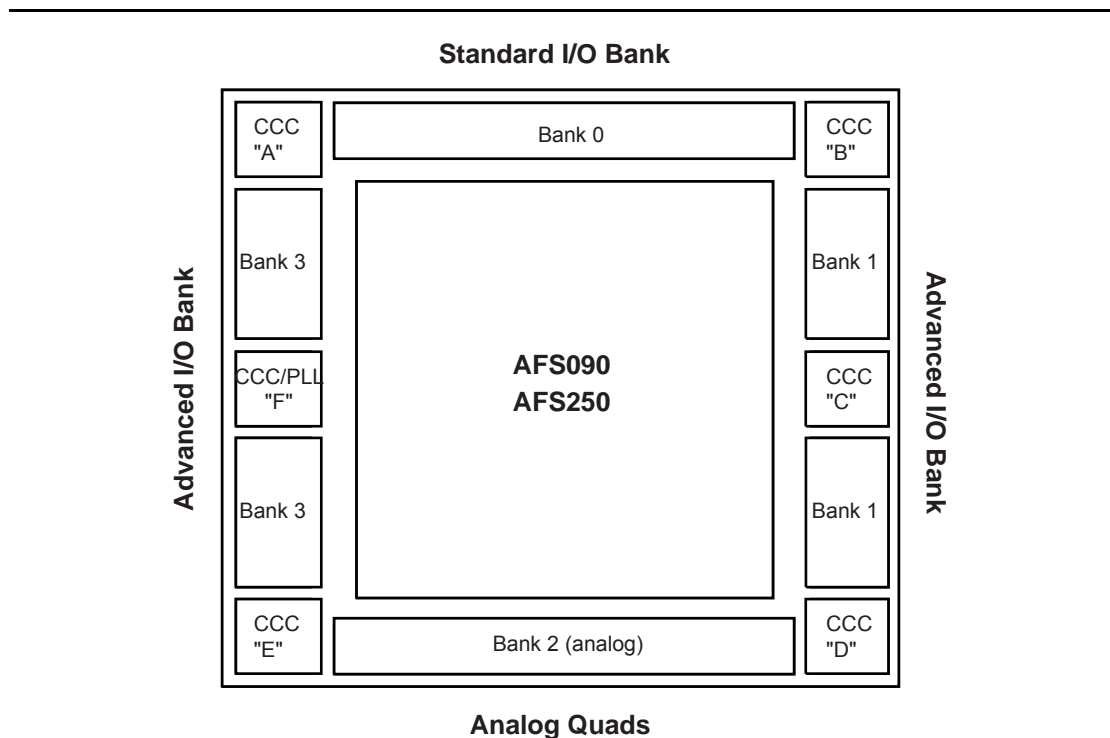 Standard I/O Bank
CCC
"A"
Bank 0
CCC
"B"
Bank 3
Bank 1
Advanced I/O Bank
CCC/PLL
"F"
AFS090
AFS250
CCC
"C"
Advanced I/O Bank
Bank 3
Bank 1
CCC
"E"
Bank 2 (analog)
CCC
"D"
Analog Quads